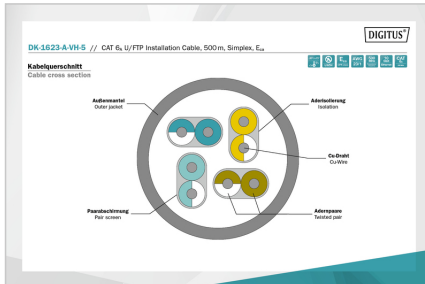 DIGITUS®
DK-1623-A-VH-5 // CAT 6A U/FTP Installation Cable, 500 m, Simplex, Eca
Kabelquerschnitt
Cable cross section
Außenmantel
Outer jacket
Aderisolierung
Isolation
Cu-Draht
Cu-Wire
Paarabschirmung
Pair screen
Aderpaare
Twisted pair